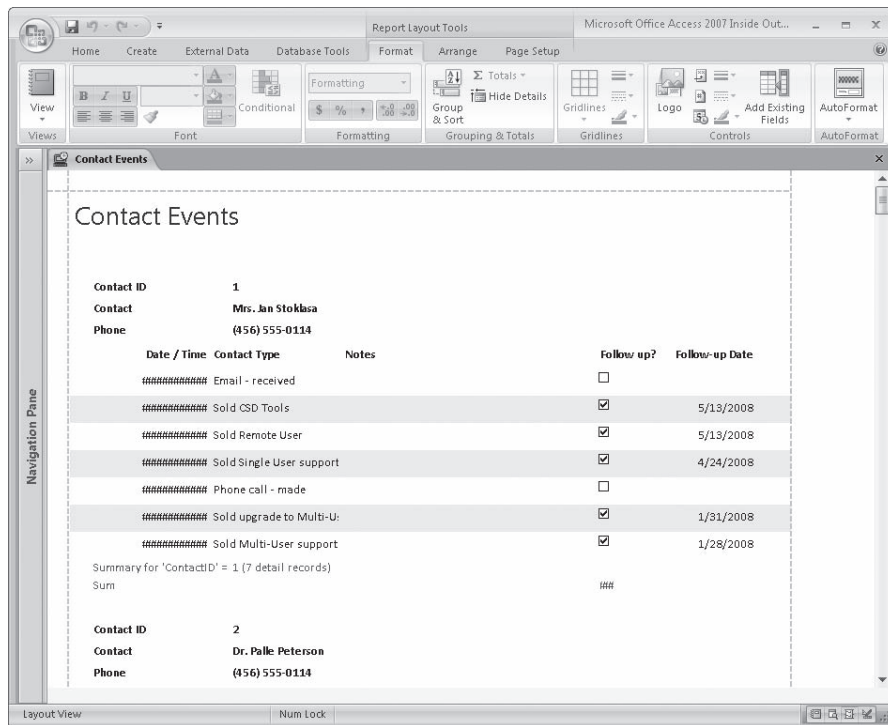 Report Layout Tools
Microsoft Office Access 2007 Inside Out...
Home Create External Data Database Tools Format Arrange Page Setup
View
B I U
A
Conditional
Formatting
$ % ,
Group & Sort
Σ Totals
Hide Details
Gridlines
Logo
Add Existing Fields
AutoFormat
Views Font Formatting Grouping & Totals Gridlines Controls AutoFormat
Contact Events
Navigation Pane
Contact Events
Contact ID 1
Contact Mrs. Jan Stoklasa
Phone (456) 555-0114
Date / Time Contact Type Notes Follow up? Follow-up Date
############ Email - received
############ Sold CSD Tools 5/13/2008
############ Sold Remote User 5/13/2008
############ Sold Single User support 4/24/2008
############ Phone call - made
############ Sold upgrade to Multi-U: 1/31/2008
############ Sold Multi-User support 1/28/2008
Summary for 'ContactID' = 1 (7 detail records)
Sum ###
Contact ID 2
Contact Dr. Palle Peterson
Phone (456) 555-0114
Layout View Num Lock